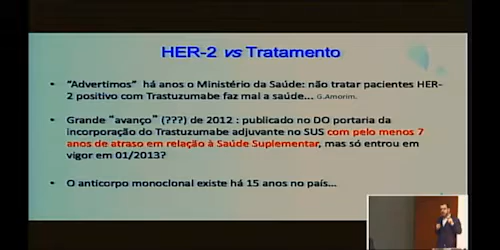 HER-2 vs Tratamento
• “Advertimos” há anos o Ministério da Saúde: não tratar pacientes HER-
2 positivo com Trastuzumabe faz mal a saúde... G.Amorim.
• Grande “avanço” (???) de 2012 : publicado no DO portaria da
incorporação do Trastuzumabe adjuvante no SUS com pelo menos 7
anos de atraso em relação à Saúde Suplementar, mas só entrou em
vigor em 01/2013?
• O anticorpo monoclonal existe há 15 anos no país...